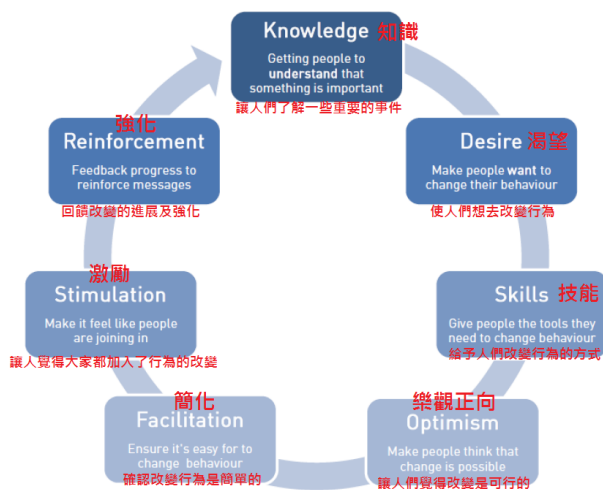 Knowledge 知識
Getting people to
understand that
something is important
讓人們了解一些重要的事件
Desire 渴望
Make people want to
change their behaviour
使人們想去改變行為
Skills 技能
Give people the tools they
need to change behaviour
給予人們改變行為的方式
樂觀正向
Optimism
Make people think that
change is possible
讓人們覺得改變是可行的
簡化
Facilitation
Ensure it's easy for to
change behaviour
確認改變行為是簡單的
激勵
Stimulation
Make it feel like people
are joining in
讓人覺得大家都加入了行為的改變
強化
Reinforcement
Feedback progress to
reinforce messages
回饋改變的進展及強化